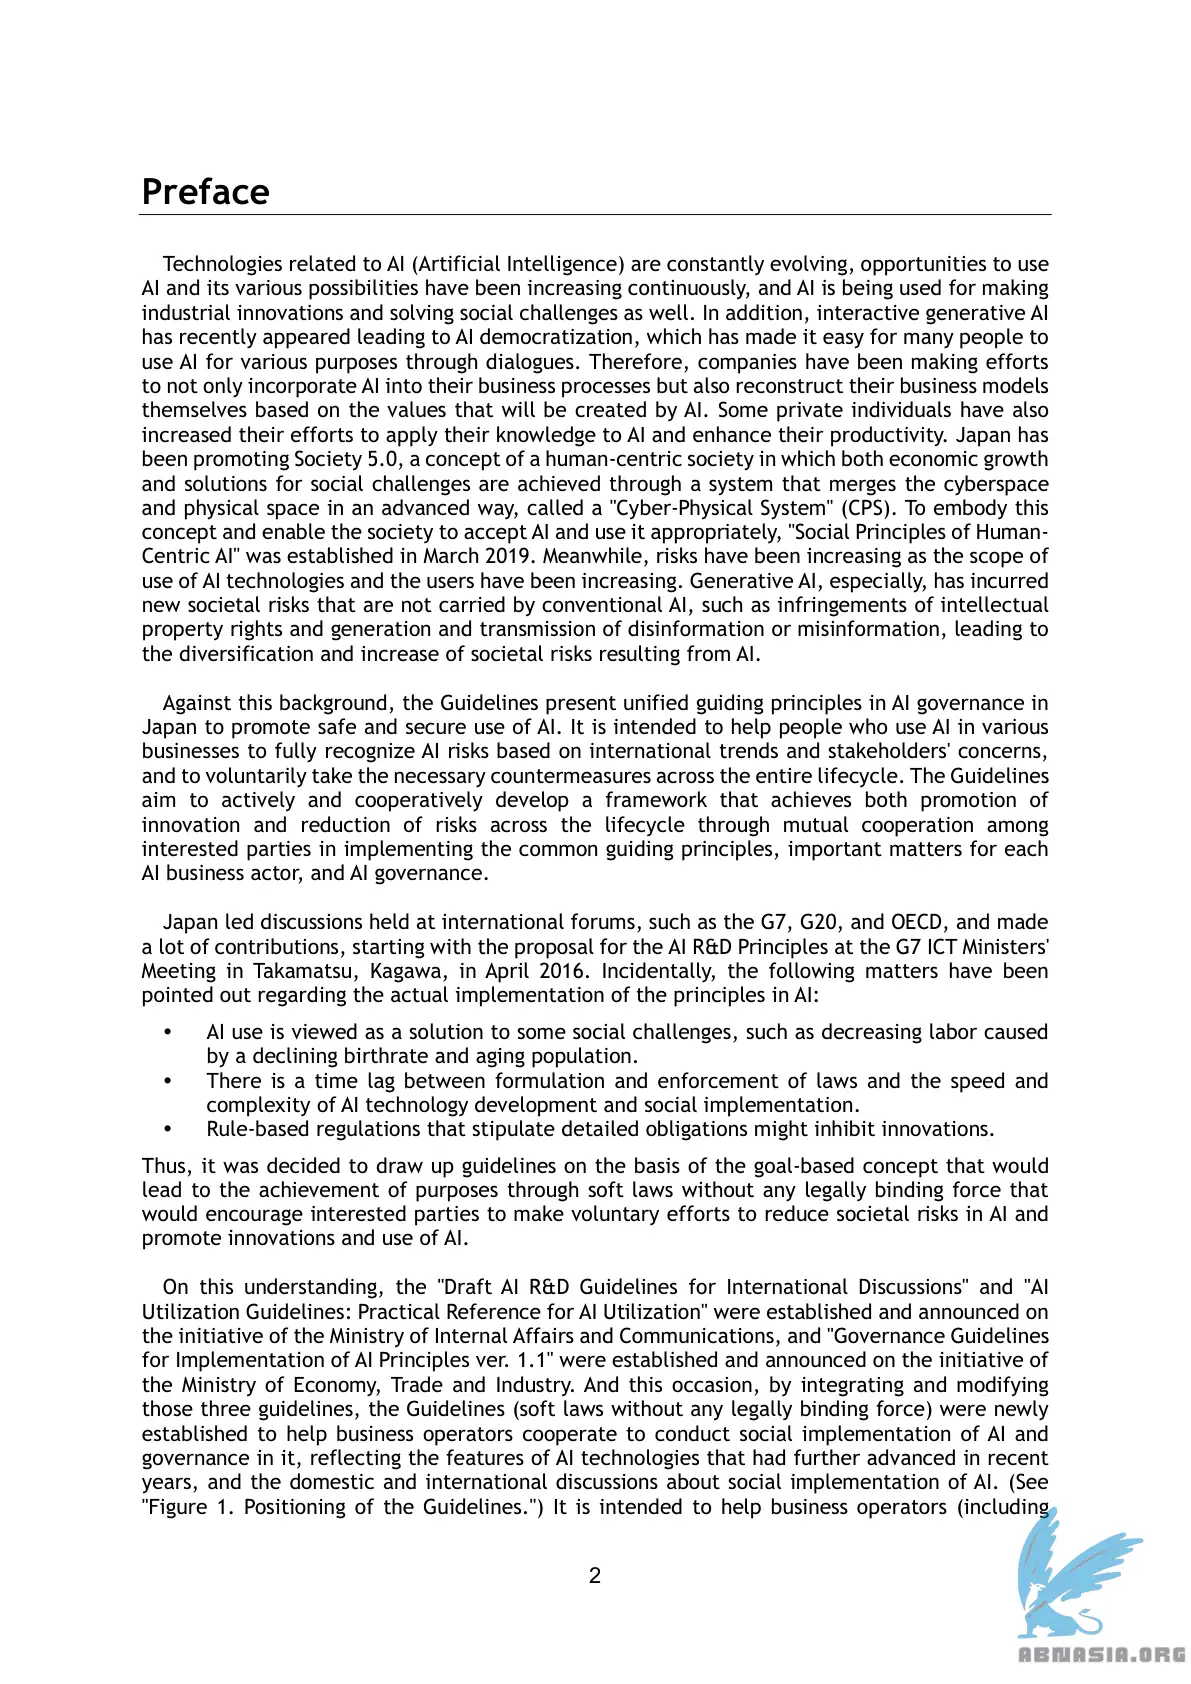 Preface
Technologies related to AI (Artificial Intelligence) are constantly evolving, opportunities to use
AI and its various possibilities have been increasing continuously, and AI is being used for making
industrial innovations and solving social challenges as well. In addition, interactive generative AI
has recently appeared leading to AI democratization, which has made it easy for many people to
use AI for various purposes through dialogues. Therefore, companies have been making efforts
to not only incorporate AI into their business processes but also reconstruct their business models
themselves based on the values that will be created by AI. Some private individuals have also
increased their efforts to apply their knowledge to AI and enhance their productivity. Japan has
been promoting Society 5.0, a concept of a human-centric society in which both economic growth
and solutions for social challenges are achieved through a system that merges the cyberspace
and physical space in an advanced way, called a "Cyber-Physical System" (CPS). To embody this
concept and enable the society to accept AI and use it appropriately, "Social Principles of Human-
Centric AI" was established in March 2019. Meanwhile, risks have been increasing as the scope of
use of AI technologies and the users have been increasing. Generative AI, especially, has incurred
new societal risks that are not carried by conventional AI, such as infringements of intellectual
property rights and generation and transmission of disinformation or misinformation, leading to
the diversification and increase of societal risks resulting from AI.
Against this background, the Guidelines present unified guiding principles in AI governance in
Japan to promote safe and secure use of AI. It is intended to help people who use AI in various
businesses to fully recognize AI risks based on international trends and stakeholders' concerns,
and to voluntarily take the necessary countermeasures across the entire lifecycle. The Guidelines
aim to actively and cooperatively develop a framework that achieves both promotion of
innovation and reduction of risks across the lifecycle through mutual cooperation among
interested parties in implementing the common guiding principles, important matters for each
AI business actor, and AI governance.
Japan led discussions held at international forums, such as the G7, G20, and OECD, and made
a lot of contributions, starting with the proposal for the AI R&D Principles at the G7 ICT Ministers'
Meeting in Takamatsu, Kagawa, in April 2016. Incidentally, the following matters have been
pointed out regarding the actual implementation of the principles in AI:
• AI use is viewed as a solution to some social challenges, such as decreasing labor caused
by a declining birthrate and aging population.
• There is a time lag between formulation and enforcement of laws and the speed and
complexity of AI technology development and social implementation.
• Rule-based regulations that stipulate detailed obligations might inhibit innovations.
Thus, it was decided to draw up guidelines on the basis of the goal-based concept that would
lead to the achievement of purposes through soft laws without any legally binding force that
would encourage interested parties to make voluntary efforts to reduce societal risks in AI and
promote innovations and use of AI.
On this understanding, the "Draft AI R&D Guidelines for International Discussions" and "AI
Utilization Guidelines: Practical Reference for AI Utilization" were established and announced on
the initiative of the Ministry of Internal Affairs and Communications, and "Governance Guidelines
for Implementation of AI Principles ver. 1.1" were established and announced on the initiative of
the Ministry of Economy, Trade and Industry. And this occasion, by integrating and modifying
those three guidelines, the Guidelines (soft laws without any legally binding force) were newly
established to help business operators cooperate to conduct social implementation of AI and
governance in it, reflecting the features of AI technologies that had further advanced in recent
years, and the domestic and international discussions about social implementation of AI. (See
"Figure 1. Positioning of the Guidelines.") It is intended to help business operators (including
2
ABNASIA.ORG